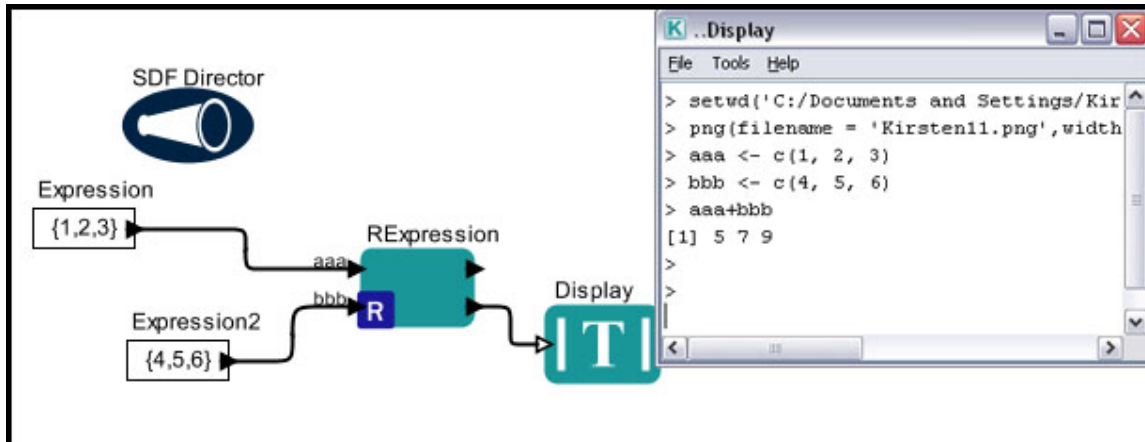 SDF Director
Expression
{1,2,3}
aaa
RExpression
bbb
R
Expression2
{4,5,6}
Display
T
K ..Display
File Tools Help
> setwd('C:/Documents and Settings/Kir
> png(filename = 'Kirsten11.png',width
> aaa <- c(1, 2, 3)
> bbb <- c(4, 5, 6)
> aaa+bbb
[1] 5 7 9
>
>